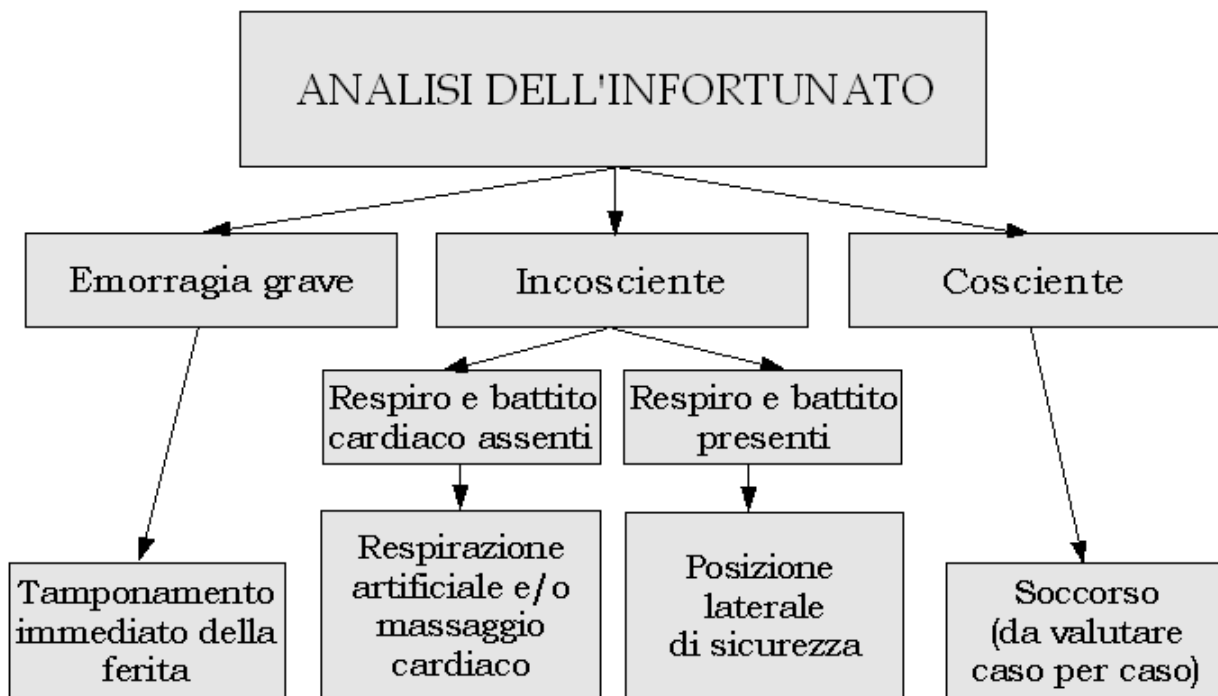 ANALISI DELL'INFORTUNATO
Emorragia grave
Incosciente
Cosciente
Respiro e battito
cardiaco assenti
Respiro e battito
presenti
Tamponamento
immediato della
ferita
Respirazione
artificiale e/o
massaggio
cardiaco
Posizione
laterale
di sicurezza
Soccorso
(da valutare
caso per caso)